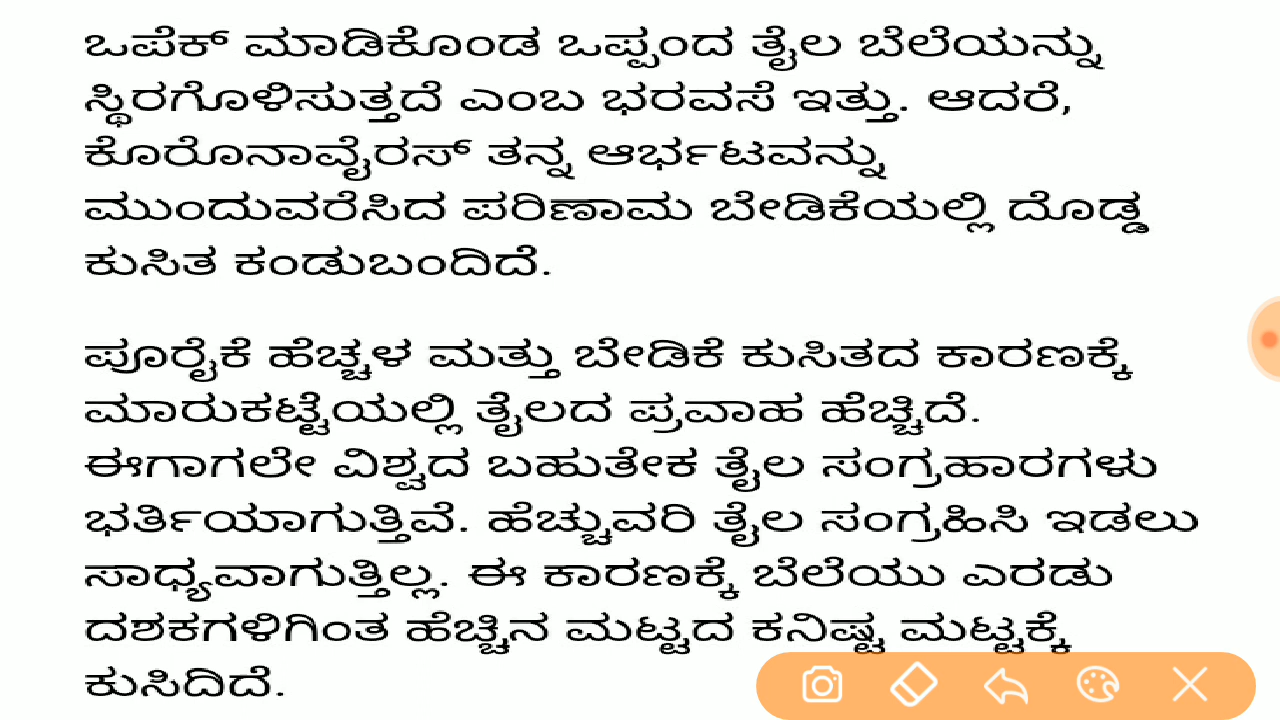 ಒಪೆಕ್ ಮಾಡಿಕೊಂಡ ಒಪ್ಪಂದ ತೈಲ ಬೆಲೆಯನ್ನು
ಸ್ಥಿರಗೊಳಿಸುತ್ತದೆ ಎಂಬ ಭರವಸೆ ಇತ್ತು. ಆದರೆ,
ಕೊರೊನಾವೈರಸ್ ತನ್ನ ಆರ್ಭಟವನ್ನು
ಮುಂದುವರೆಸಿದ ಪರಿಣಾಮ ಬೇಡಿಕೆಯಲ್ಲಿ ದೊಡ್ಡ
ಕುಸಿತ ಕಂಡುಬಂದಿದೆ.
ಪೂರೈಕೆ ಹೆಚ್ಚಳ ಮತ್ತು ಬೇಡಿಕೆ ಕುಸಿತದ ಕಾರಣಕ್ಕೆ
ಮಾರುಕಟ್ಟೆಯಲ್ಲಿ ತೈಲದ ಪ್ರವಾಹ ಹೆಚ್ಚಿದೆ.
ಈಗಾಗಲೇ ವಿಶ್ವದ ಬಹುತೇಕ ತೈಲ ಸಂಗ್ರಹಾರಗಳು
ಭರ್ತಿಯಾಗುತ್ತಿವೆ. ಹೆಚ್ಚುವರಿ ತೈಲ ಸಂಗ್ರಹಿಸಿ ಇಡಲು
ಸಾಧ್ಯವಾಗುತ್ತಿಲ್ಲ. ಈ ಕಾರಣಕ್ಕೆ ಬೆಲೆಯು ಎರಡು
ದಶಕಗಳಿಗಿಂತ ಹೆಚ್ಚಿನ ಮಟ್ಟದ ಕನಿಷ್ಟ ಮಟ್ಟಕ್ಕೆ
ಕುಸಿದಿದೆ.